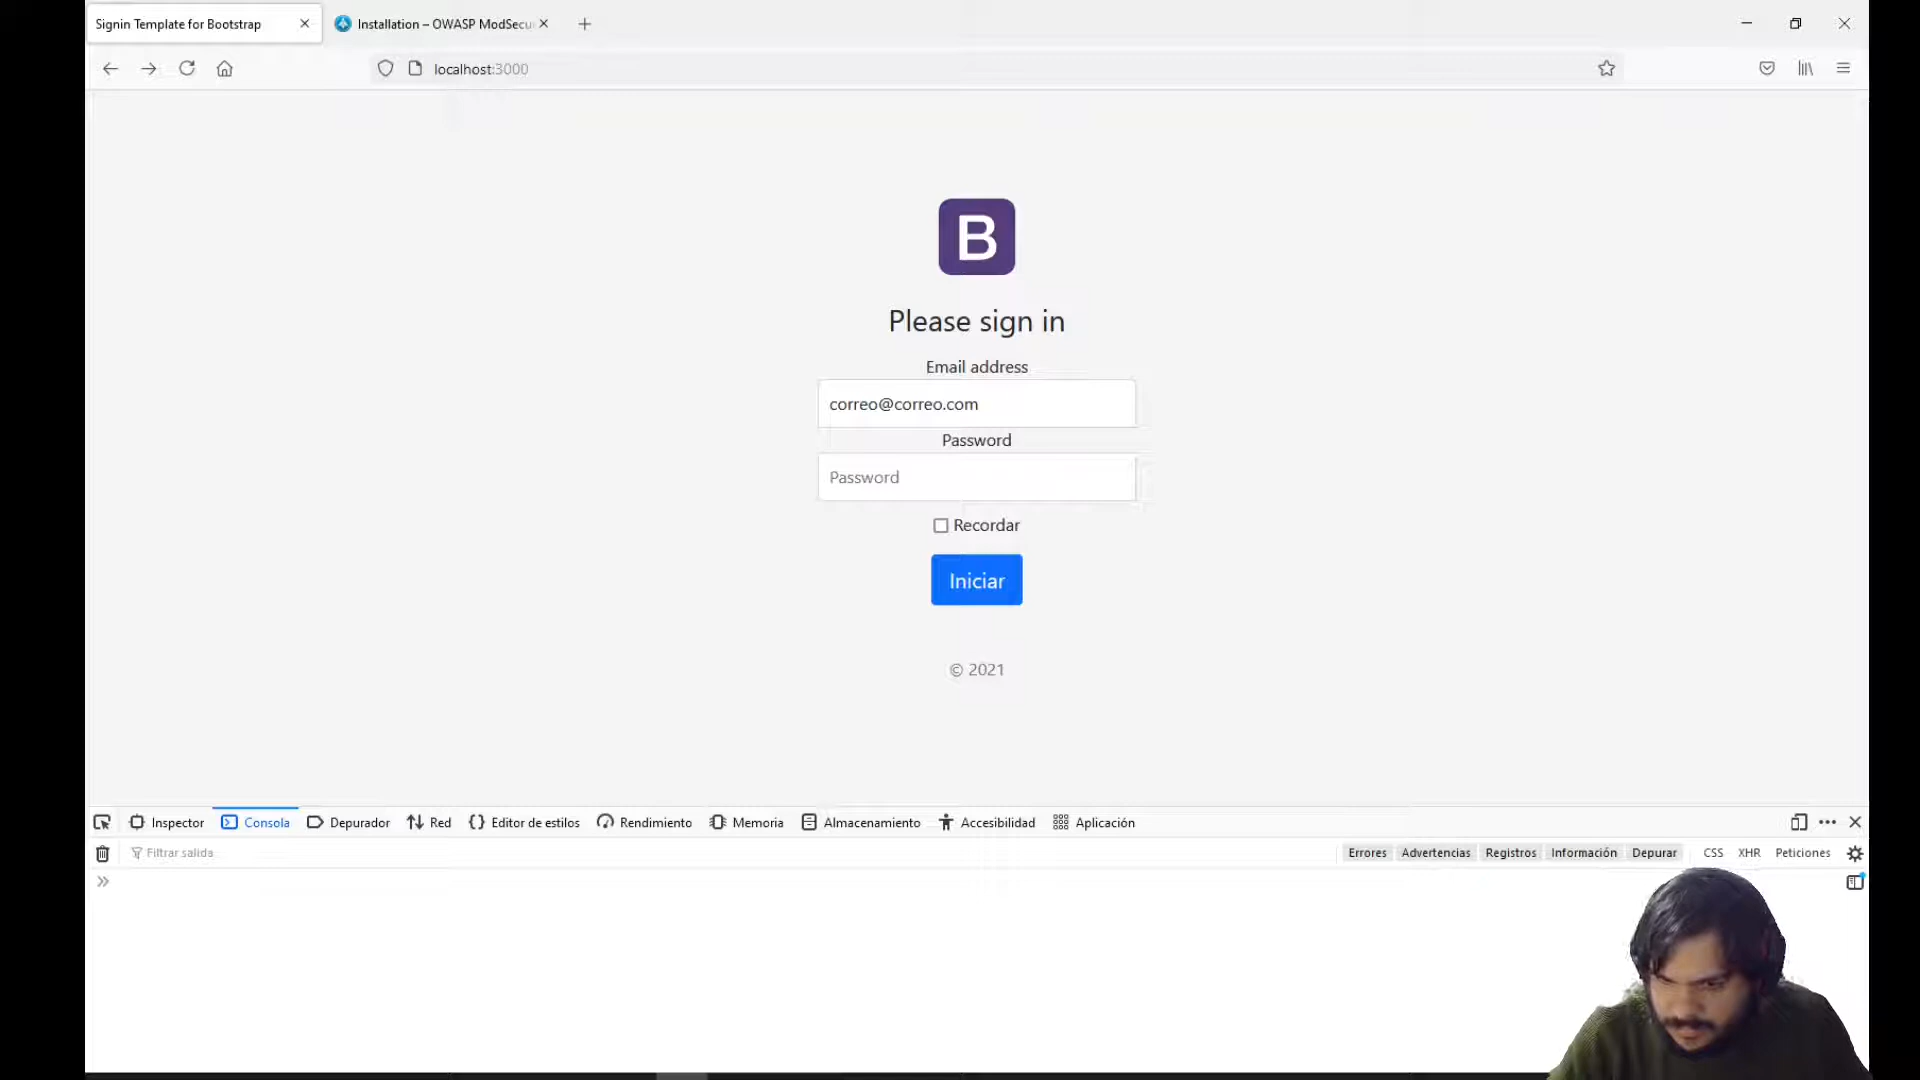 Signin Template for Bootstrap
Installation – OWASP ModSecu
localhost:3000
B
Please sign in
Email address
correo@correo.com
Password
Password
Recordar
Iniciar
© 2021
Inspector Consola Depurador Red Editor de estilos Rendimiento Memoria Almacenamiento Accesibilidad Aplicación
Filtrar salida Errores Advertencias Registros Información Depurar CSS XHR Peticiones